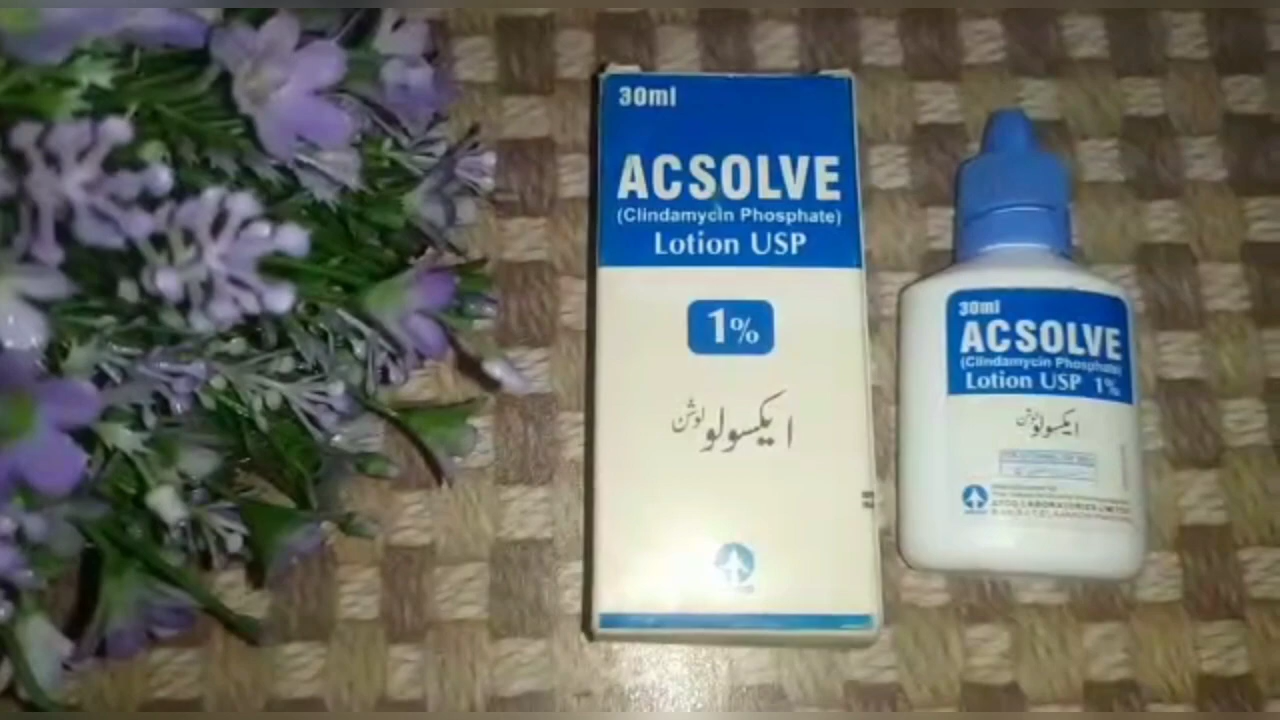 30ml
ACSOLVE
(Clindamycin Phosphate)
Lotion USP
1%
ایکسولو لوشن
30ml
ACSOLVE
(Clindamycin Phosphate)
Lotion USP 1%
ایکسولو لوشن